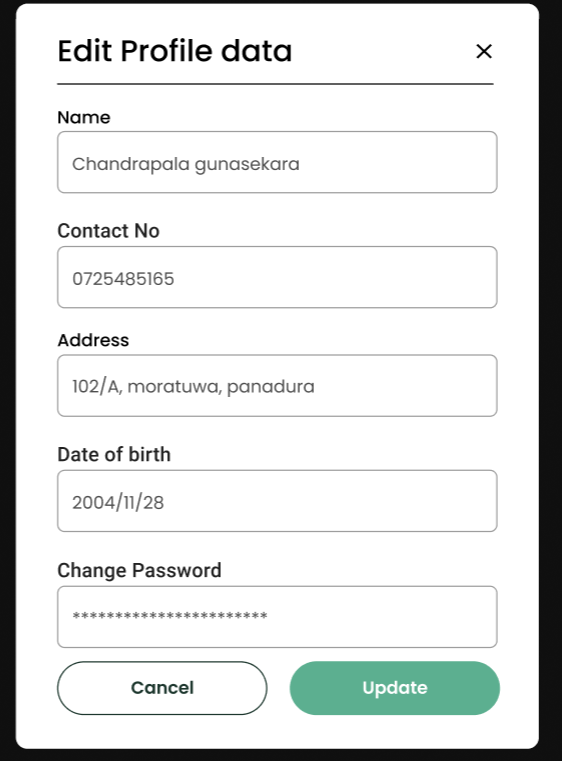 Edit Profile data
Name
Chandrapala gunasekara
Contact No
0725485165
Address
102/A, moratuwa, panadura
Date of birth
2004/11/28
Change Password
***********************
Cancel Update